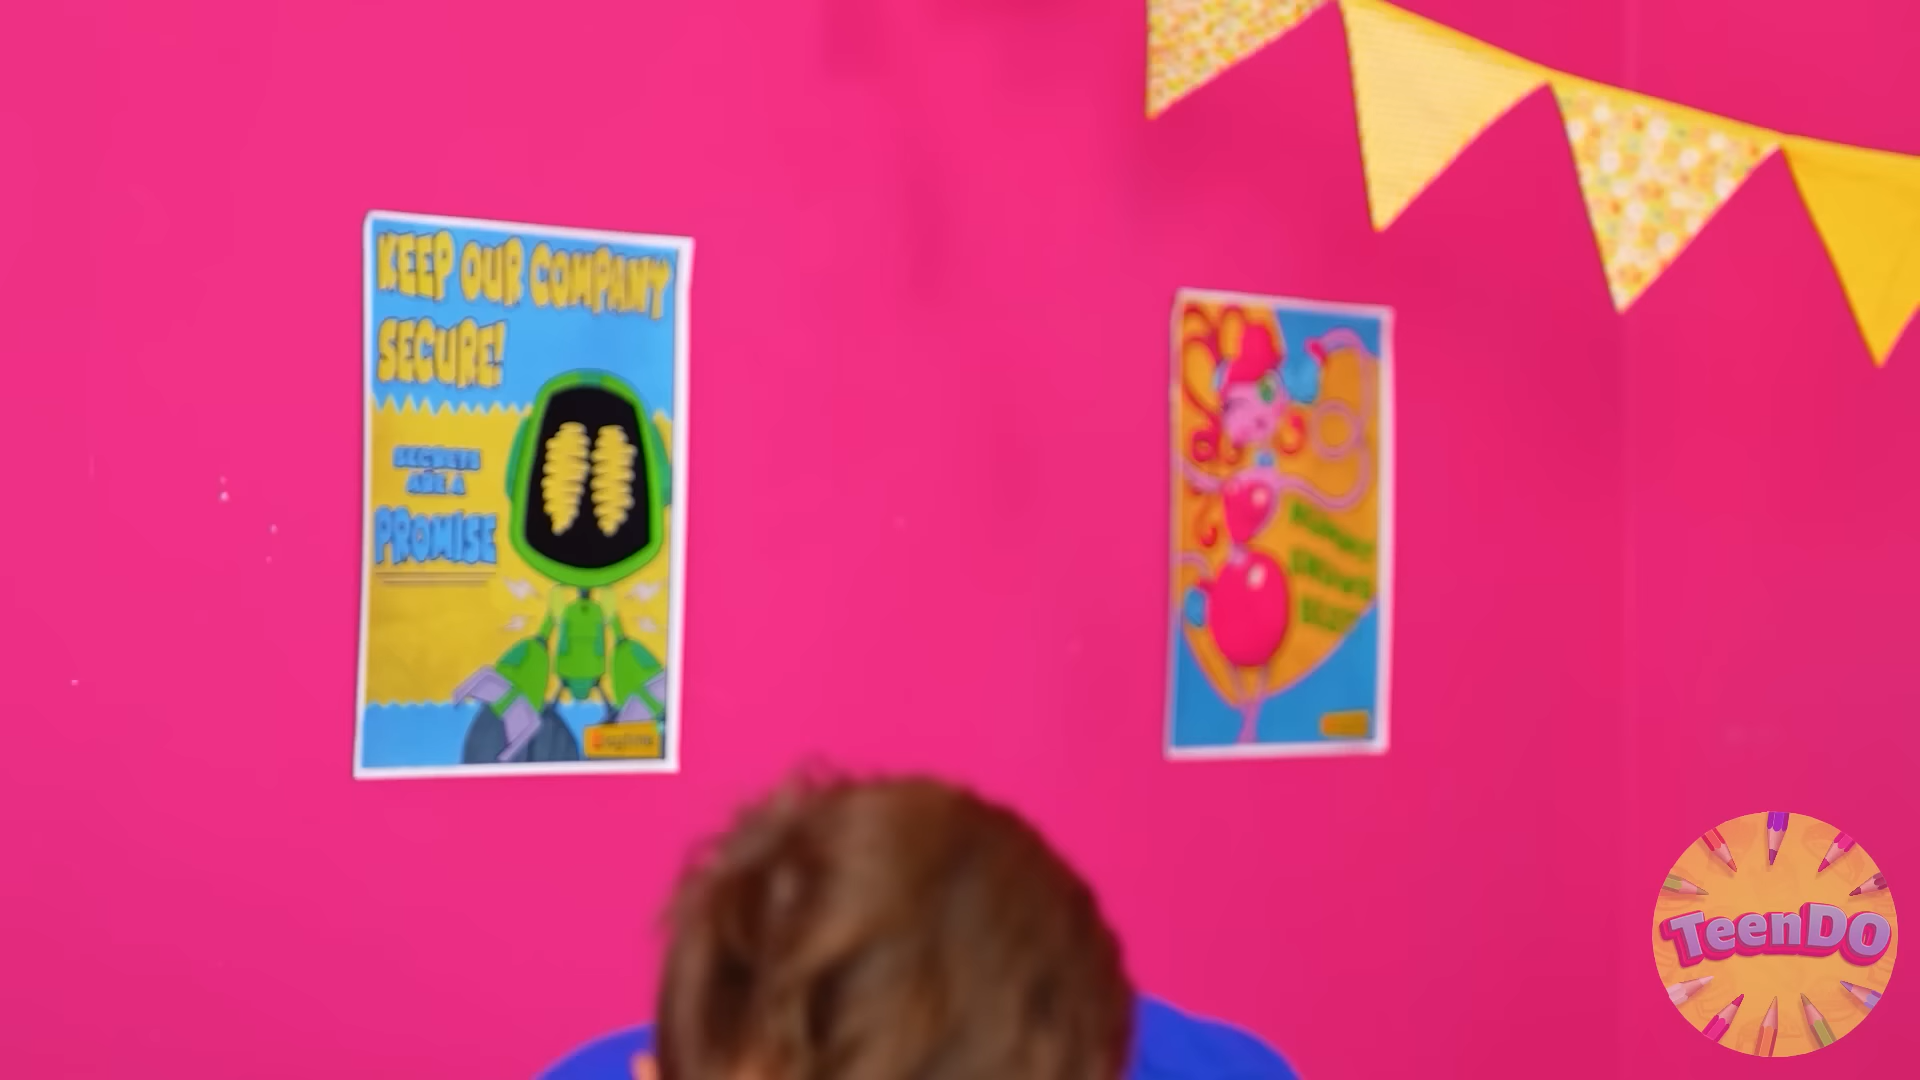 KEEP OUR COMPANY
SECURE!
SECRETS
ARE A
PROMISE
TeenDO